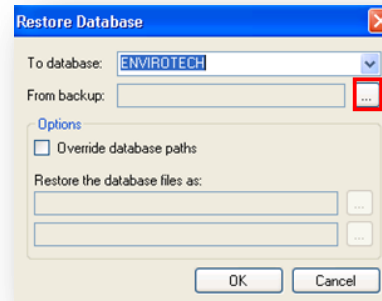 Restore Database
To database: ENVIROTECH
From backup: ...
Options
Override database paths
Restore the database files as:
...
...
OK Cancel